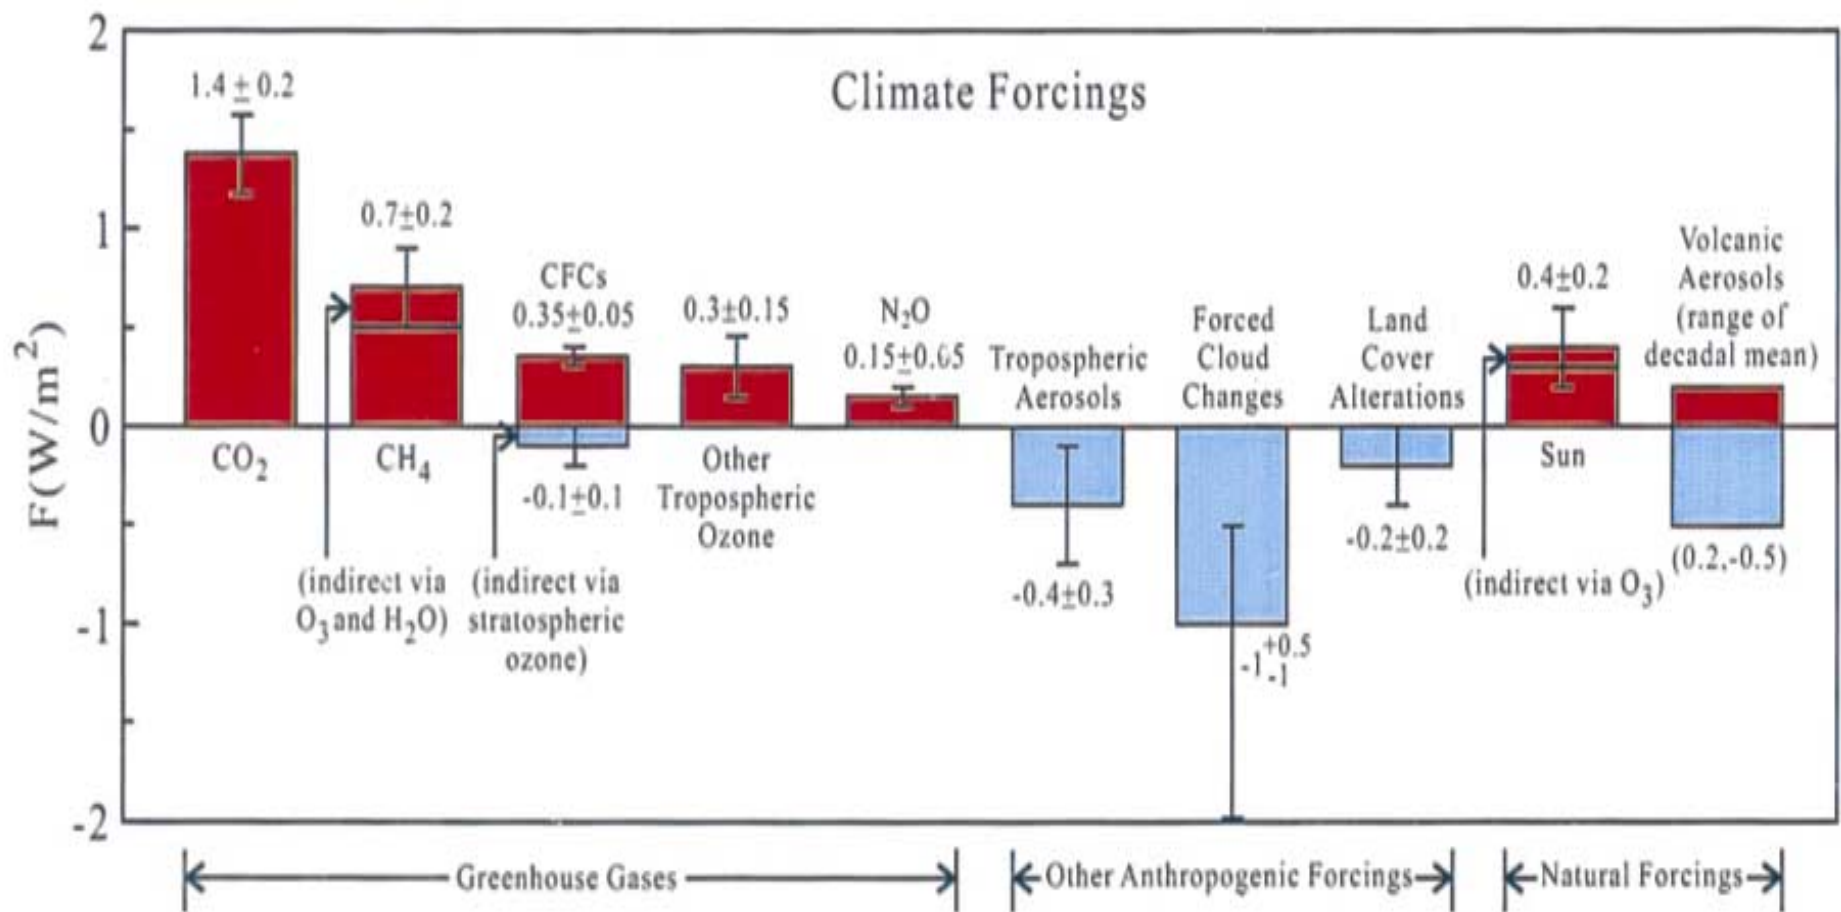 Climate Forcings
F(W/m²)
2
1
0
-1
-2
1.4 ± 0.2
CO₂
0.7±0.2
CH₄
(indirect via
O₃ and H₂O)
CFCs
0.35±0.05
-0.1±0.1
(indirect via
stratospheric
ozone)
0.3±0.15
Other
Tropospheric
Ozone
N₂O
0.15±0.05
Tropospheric
Aerosols
-0.4±0.3
Forced
Cloud
Changes
-1 +0.5 -1
Land
Cover
Alterations
-0.2±0.2
0.4±0.2
Sun
(indirect via O₃)
Volcanic
Aerosols
(range of
decadal mean)
(0.2,-0.5)
Greenhouse Gases
Other Anthropogenic Forcings
Natural Forcings